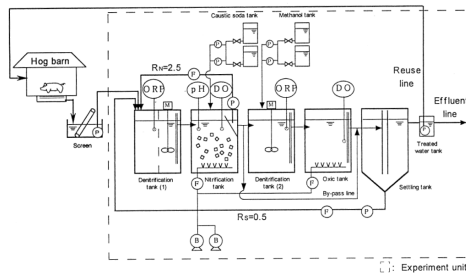 Caustic soda tank
Methanol tank
P
P
P
P
Hog barn
RN=2.5
F
ORP
pH
DO
ORP
DO
Reuse
line
Effluent
line
M
P
M
P
Screen
P
Treated
water tank
Dentrification
tank (1)
Nitrification
tank
Dentrification
tank (2)
Oxic tank
Settling tank
F
F
By-pass line
Rs=0.5
F
P
B
B
: Experiment unit